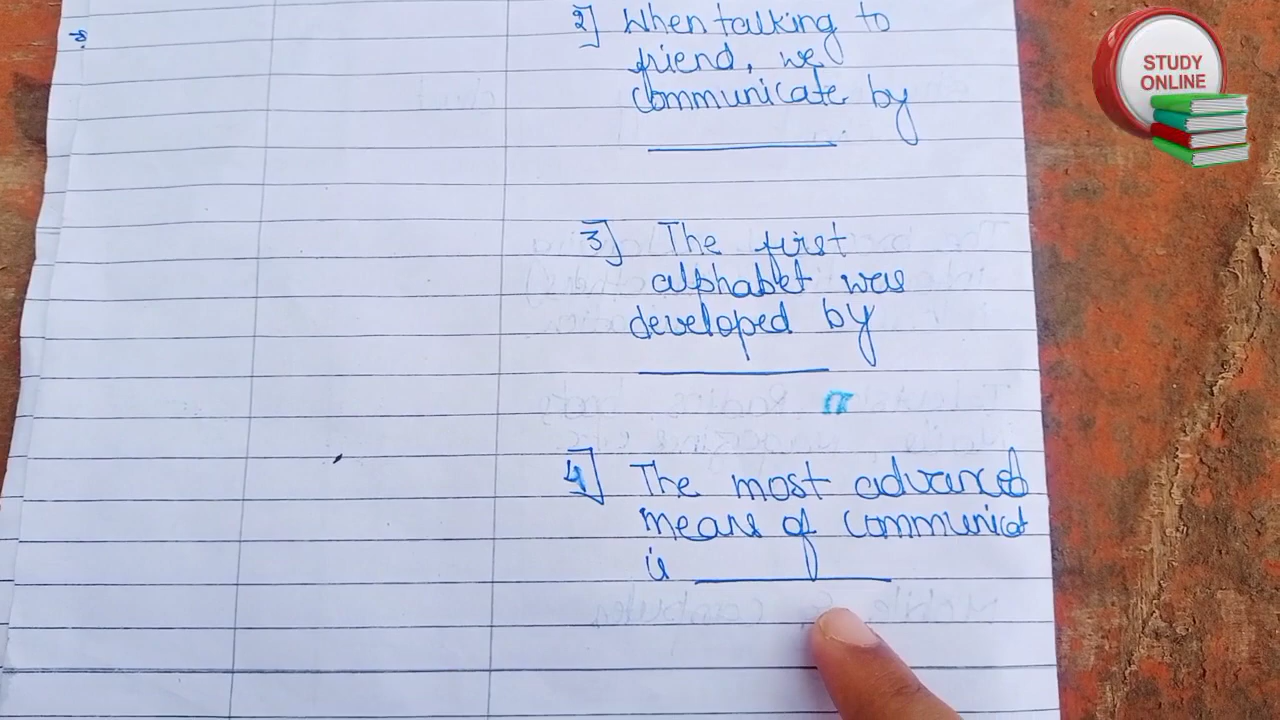 2] When talking to
friend, we
communicate by
3] The first
alphabet was
developed by
4] The most advanced
means of communicat
is
STUDY
ONLINE